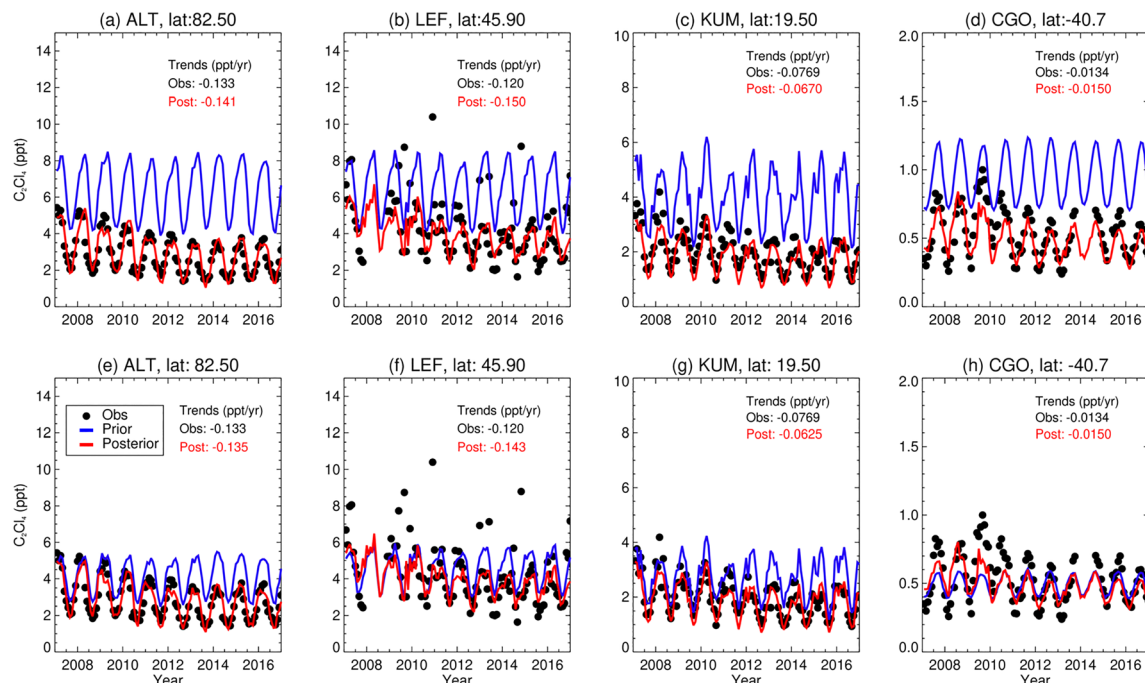 (a) ALT, lat:82.50
(b) LEF, lat:45.90
(c) KUM, lat:19.50
(d) CGO, lat:-40.7
C₂Cl₄ (ppt)
14
12
10
8
6
4
2
0
Trends (ppt/yr)
Obs: -0.133
Post: -0.141
2008 2010 2012 2014 2016
14
12
10
8
6
4
2
0
Trends (ppt/yr)
Obs: -0.120
Post: -0.150
2008 2010 2012 2014 2016
10
8
6
4
2
0
Trends (ppt/yr)
Obs: -0.0769
Post: -0.0670
2008 2010 2012 2014 2016
2.0
1.5
1.0
0.5
0.0
Trends (ppt/yr)
Obs: -0.0134
Post: -0.0150
2008 2010 2012 2014 2016
(e) ALT, lat: 82.50
(f) LEF, lat: 45.90
(g) KUM, lat: 19.50
(h) CGO, lat: -40.7
C₂Cl₄ (ppt)
14
12
10
8
6
4
2
0
Obs
Prior
Posterior
Trends (ppt/yr)
Obs: -0.133
Post: -0.135
2008 2010 2012 2014 2016
Year
14
12
10
8
6
4
2
0
Trends (ppt/yr)
Obs: -0.120
Post: -0.143
2008 2010 2012 2014 2016
Year
10
8
6
4
2
0
Trends (ppt/yr)
Obs: -0.0769
Post: -0.0625
2008 2010 2012 2014 2016
Year
2.0
1.5
1.0
0.5
0.0
Trends (ppt/yr)
Obs: -0.0134
Post: -0.0150
2008 2010 2012 2014 2016
Year